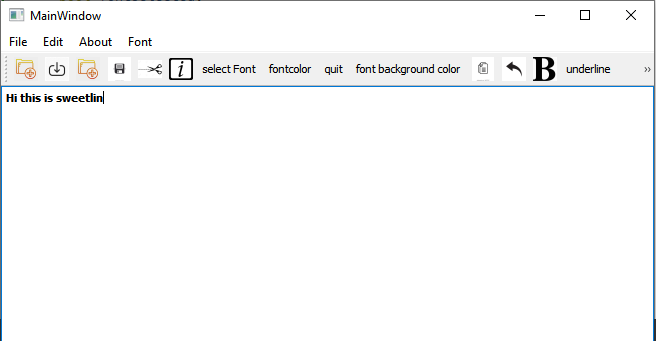 MainWindow
File Edit About Font
i select Font fontcolor quit font background color B underline »
Hi this is sweetlin